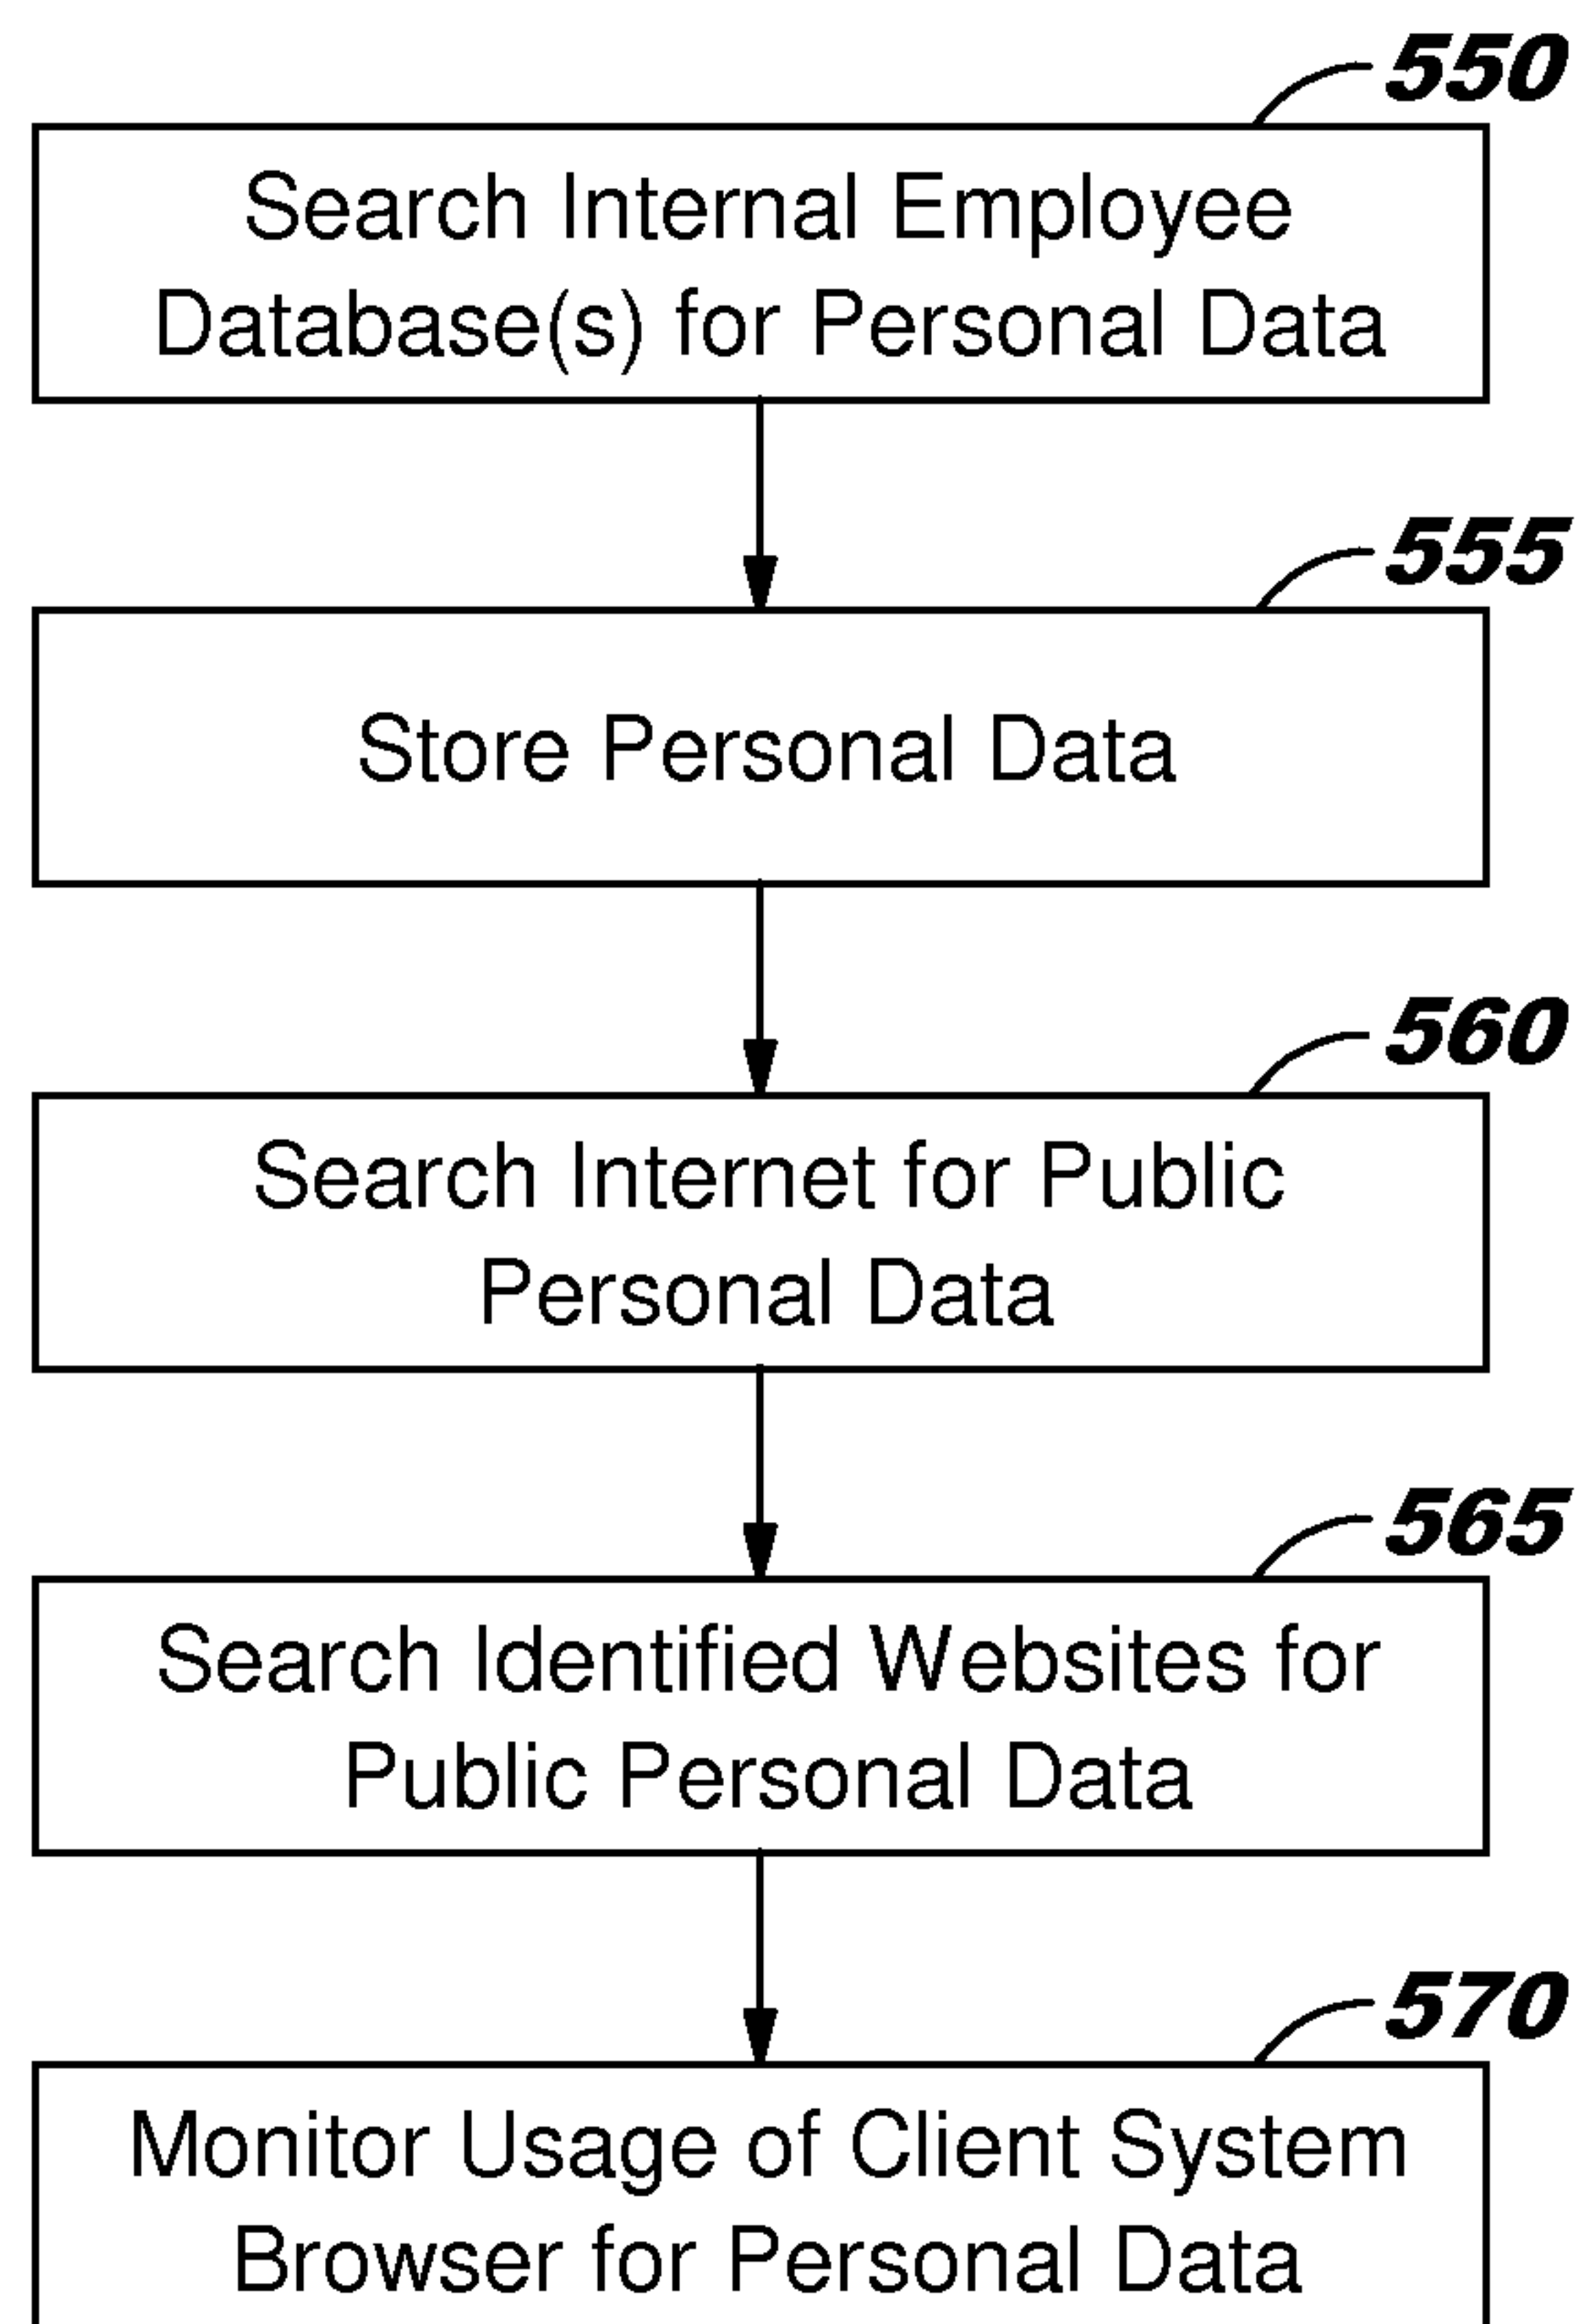 550
Search Internal Employee
Database(s) for Personal Data
555
Store Personal Data
560
Search Internet for Public
Personal Data
565
Search Identified Websites for
Public Personal Data
570
Monitor Usage of Client System
Browser for Personal Data